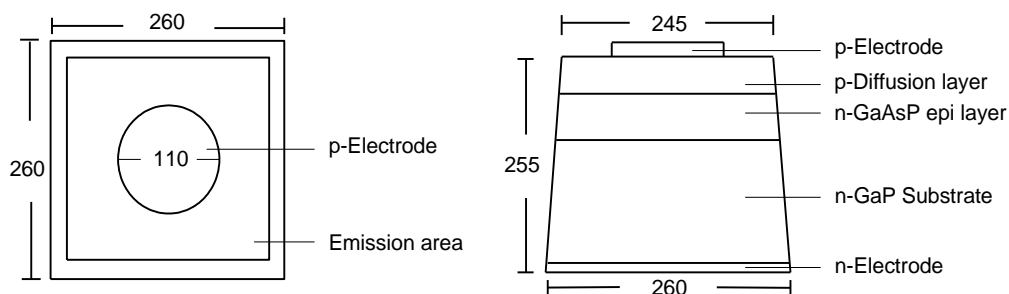 260
260
110
p-Electrode
Emission area
245
p-Electrode
p-Diffusion layer
n-GaAsP epi layer
255
n-GaP Substrate
n-Electrode
260